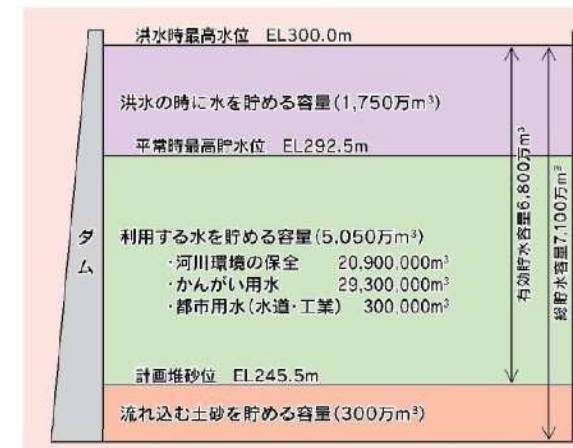 洪水時最高水位 EL300.0m
洪水の時に水を貯める容量(1,750万m³)
平常時最高貯水位 EL292.5m
ダム
利用する水を貯める容量(5,050万m³)
・河川環境の保全 20,900,000m³
・かんがい用水 29,300,000m³
・都市用水(水道・工業) 300,000m³
計画堆砂位 EL245.5m
流れ込む土砂を貯める容量(300万m³)
有効貯水容量6,800万m³
総貯水容量7,100万m³